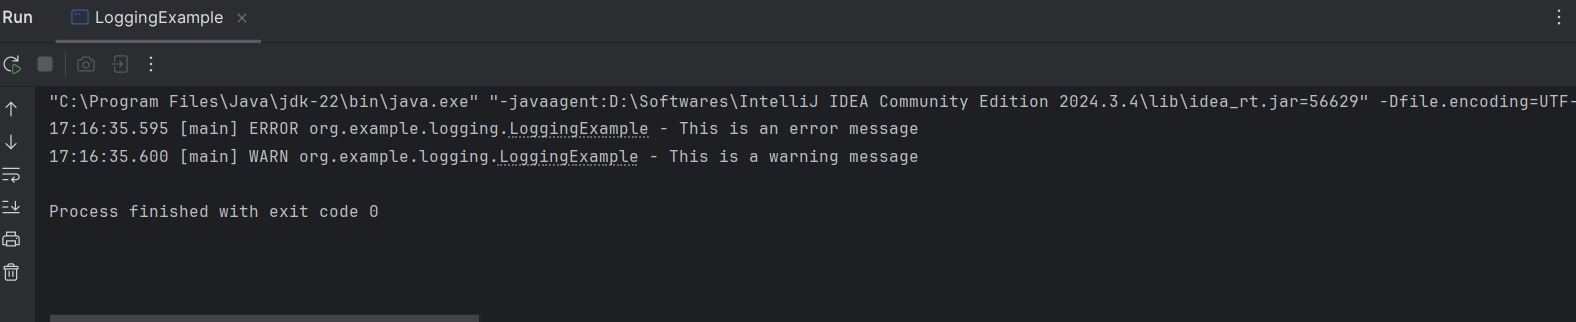 Run LoggingExample
"C:\Program Files\Java\jdk-22\bin\java.exe" "-javaagent:D:\Softwares\IntelliJ IDEA Community Edition 2024.3.4\lib\idea_rt.jar=56629" -Dfile.encoding=UTF-
17:16:35.595 [main] ERROR org.example.logging.LoggingExample - This is an error message
17:16:35.600 [main] WARN org.example.logging.LoggingExample - This is a warning message
Process finished with exit code 0